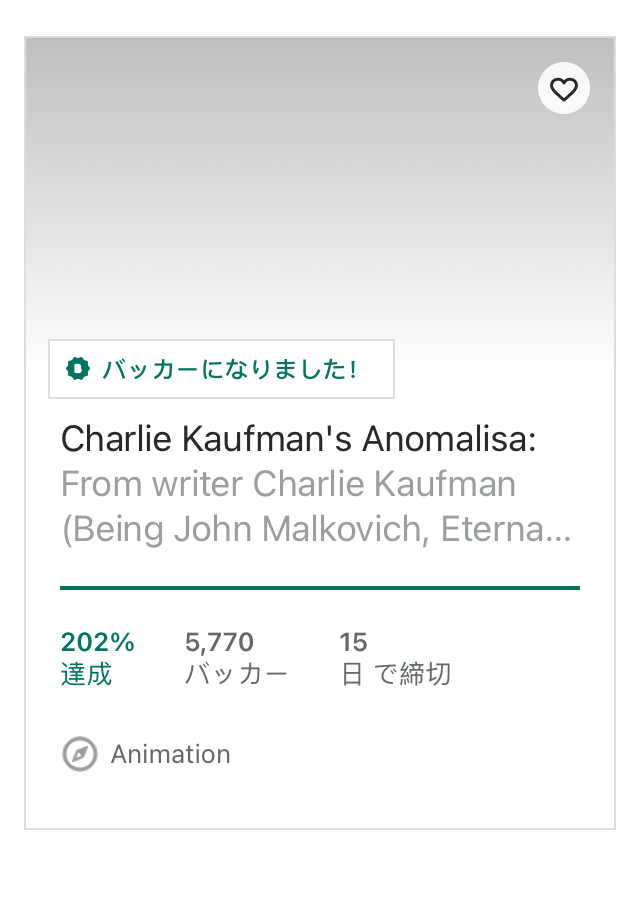 バッカーになりました!
Charlie Kaufman's Anomalisa:
From writer Charlie Kaufman
(Being John Malkovich, Eterna...
202% 5,770 15
達成 バッカー 日 で締切
Animation